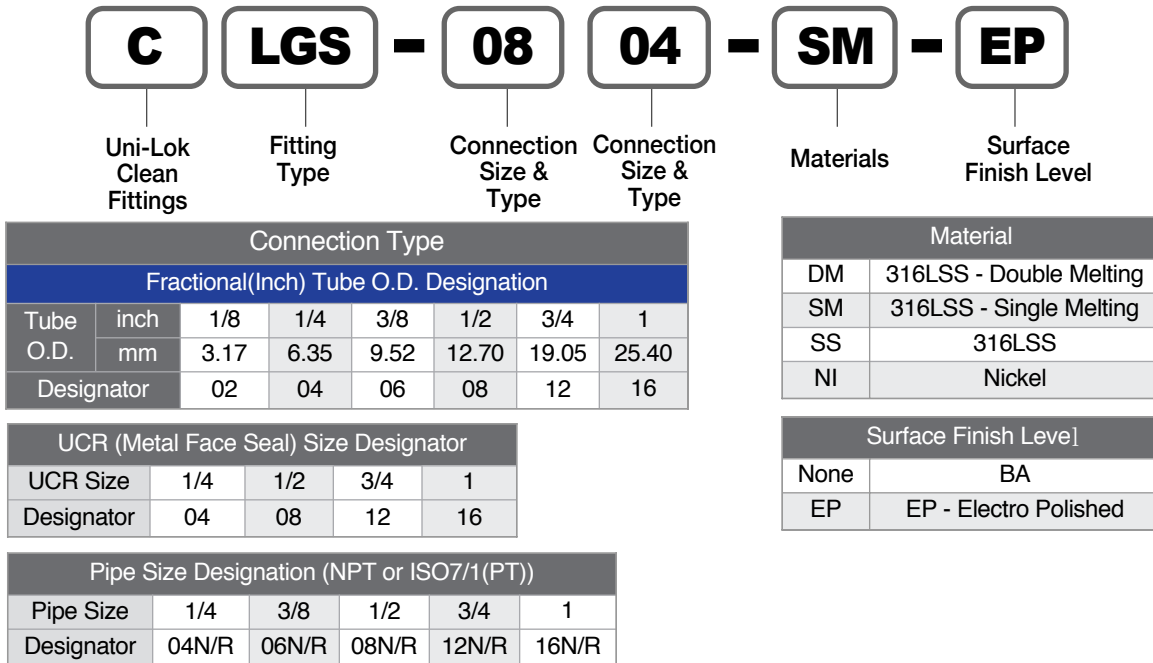 C LGS - 08 04 - SM - EP
Uni-Lok Clean Fittings
Fitting Type
Connection Size & Type
Connection Size & Type
Materials
Surface Finish Level
Connection Type
Fractional(Inch) Tube O.D. Designation
Tube O.D. inch 1/8 1/4 3/8 1/2 3/4 1
mm 3.17 6.35 9.52 12.70 19.05 25.40
Designator 02 04 06 08 12 16
UCR (Metal Face Seal) Size Designator
UCR Size 1/4 1/2 3/4 1
Designator 04 08 12 16
Pipe Size Designation (NPT or ISO7/1(PT))
Pipe Size 1/4 3/8 1/2 3/4 1
Designator 04N/R 06N/R 08N/R 12N/R 16N/R
Material
DM 316LSS - Double Melting
SM 316LSS - Single Melting
SS 316LSS
NI Nickel
Surface Finish Level
None BA
EP EP - Electro Polished